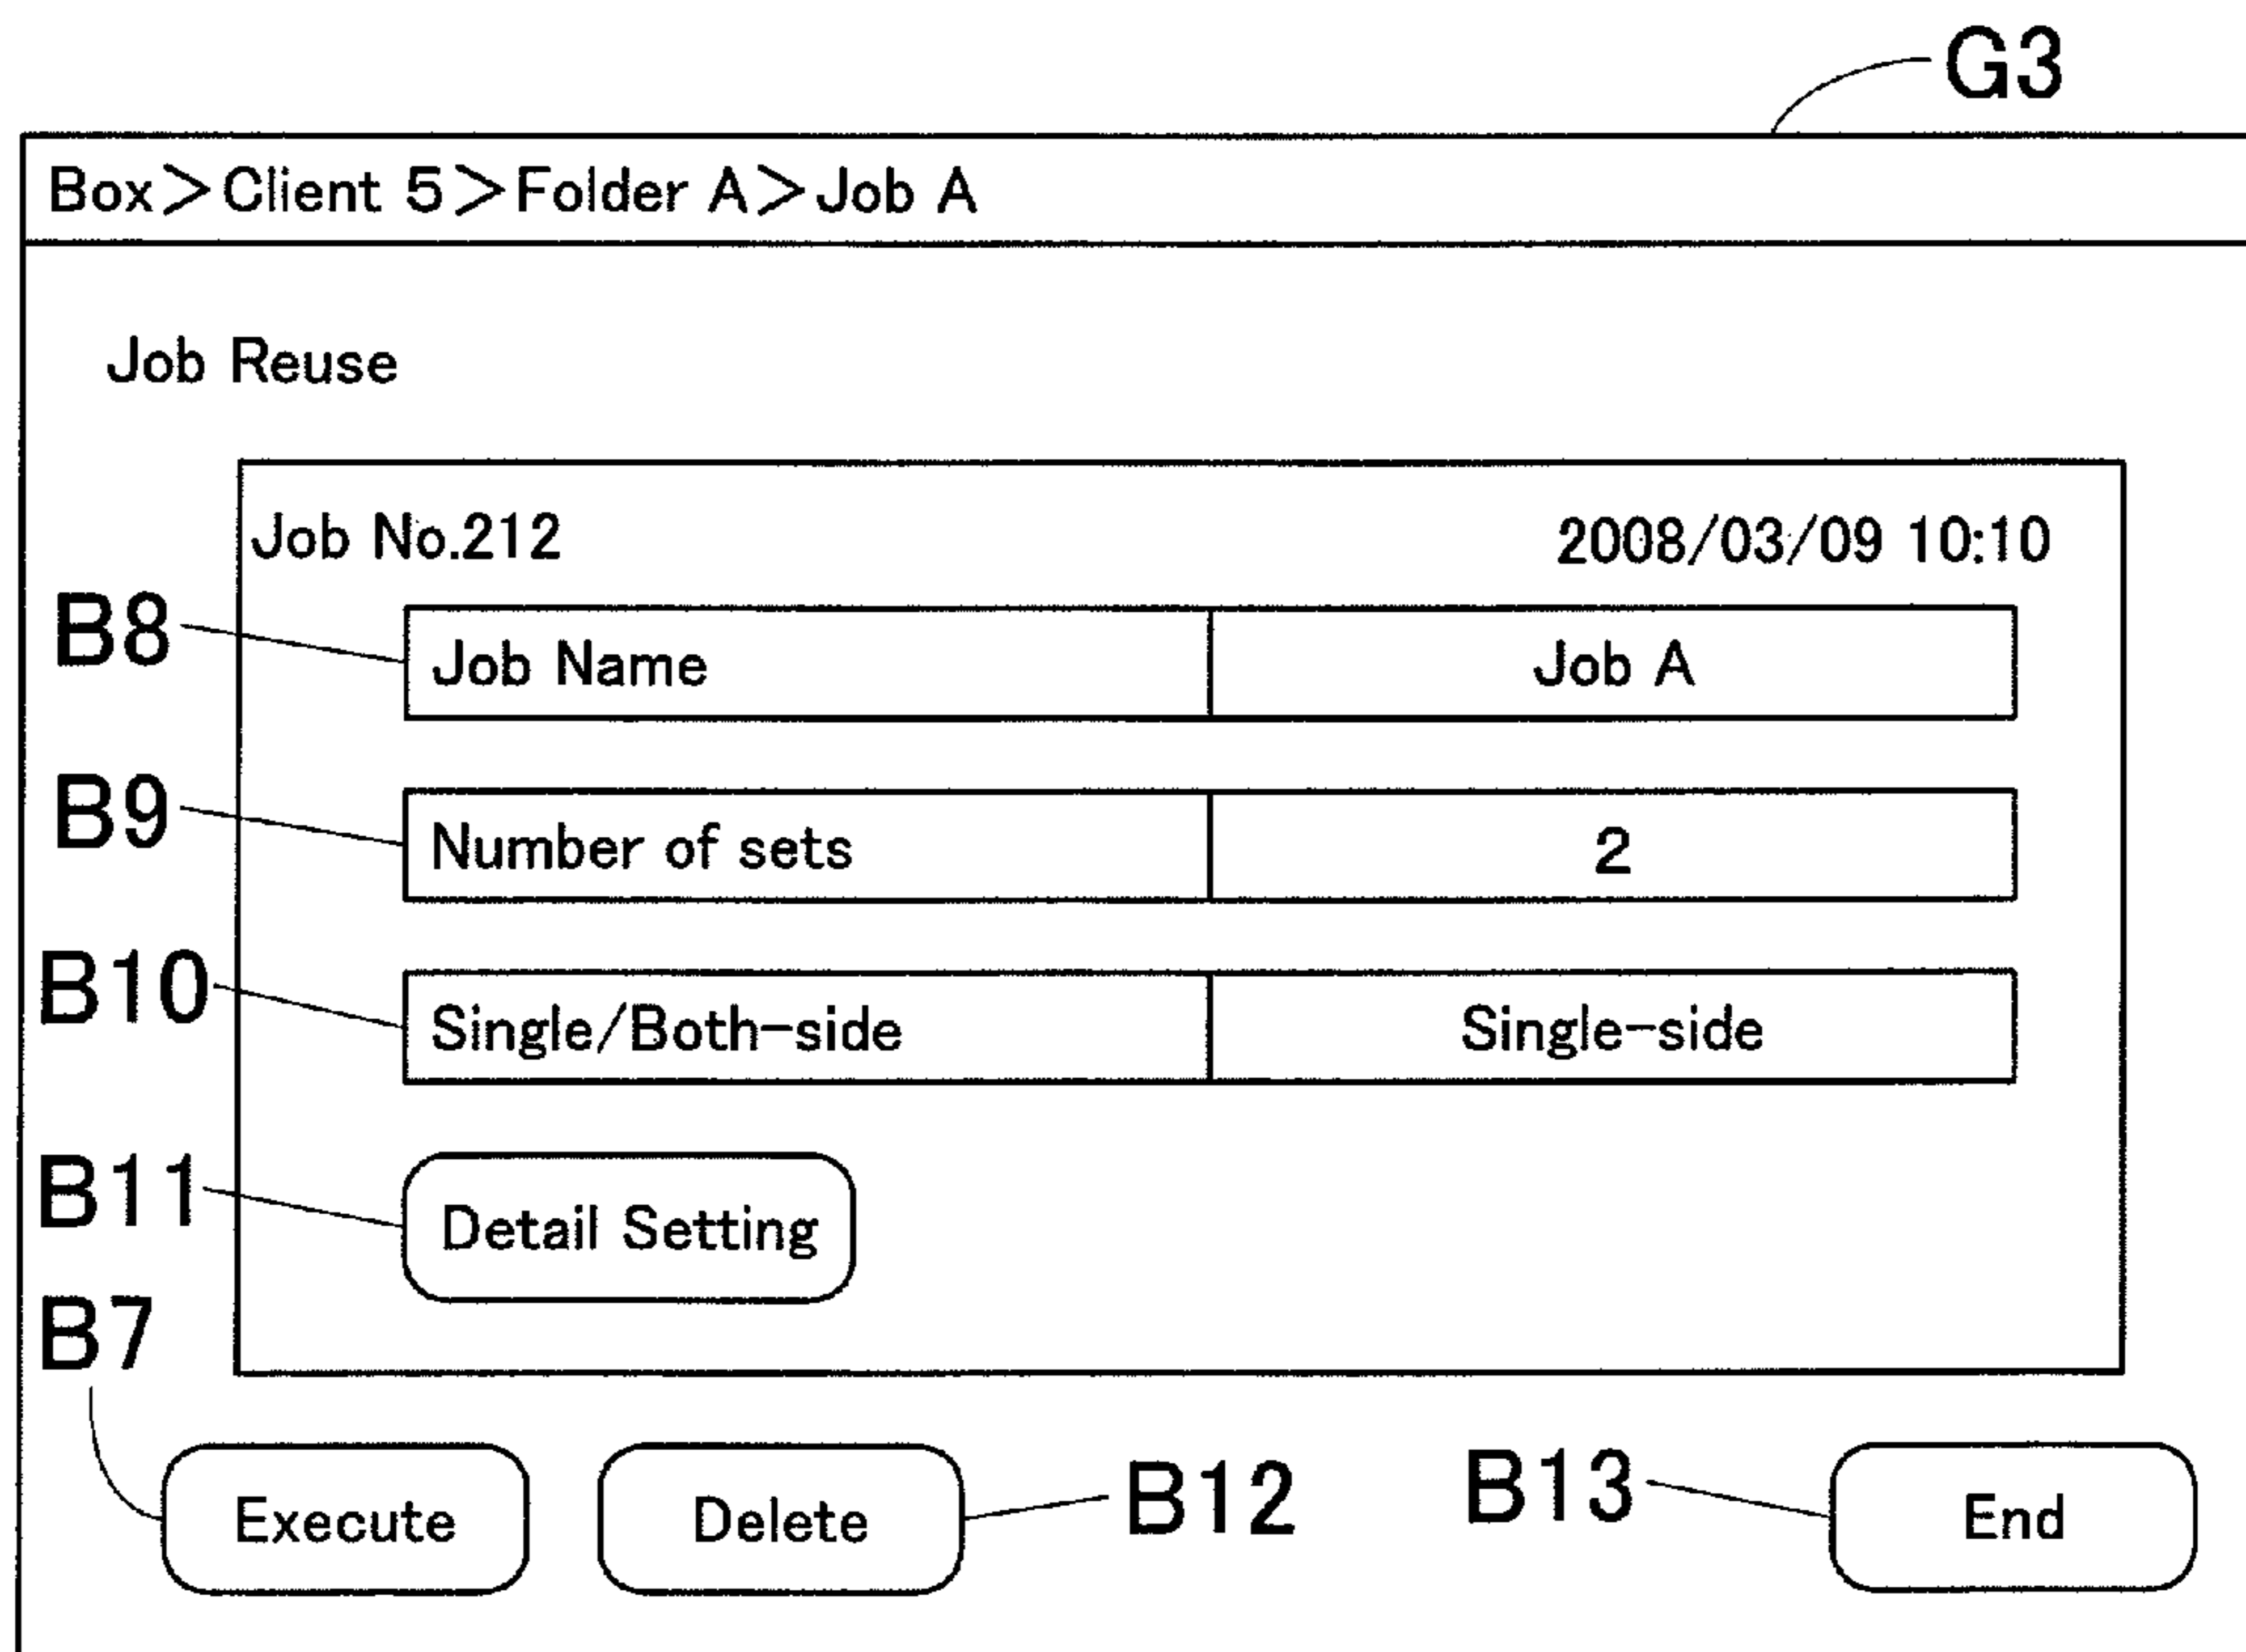 G3
Box>Client 5>Folder A>Job A
Job Reuse
Job No.212 2008/03/09 10:10
B8 Job Name Job A
B9 Number of sets 2
B10 Single/Both-side Single-side
B11 Detail Setting
B7
Execute Delete B12 B13 End